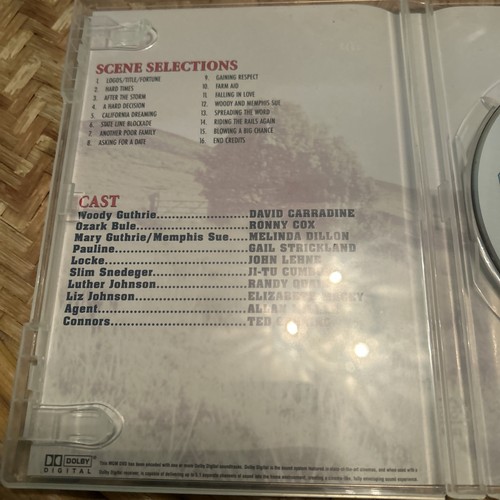 SCENE SELECTIONS
1. LOGOS/TITLE/FORTUNE
2. HARD TIMES
3. AFTER THE STORM
4. A HARD DECISION
5. CALIFORNIA DREAMING
6. STATE LINE BLOCKADE
7. ANOTHER POOR FAMILY
8. ASKING FOR A DATE
9. GAINING RESPECT
10. FARM AID
11. FALLING IN LOVE
12. WOODY AND MEMPHIS SUE
13. SPREADING THE WORD
14. RIDING THE RAILS AGAIN
15. BLOWING A BIG CHANCE
16. END CREDITS
CAST
Woody Guthrie......................DAVID CARRADINE
Ozark Bule...........................RONNY COX
Mary Guthrie/Memphis Sue.....MELINDA DILLON
Pauline................................GAIL STRICKLAND
Locke..................................JOHN LEHNE
Slim Snedeger......................JI-TU
Luther Johnson.....................RANDY
Liz Johnson..........................
Agent..................................ALLAN
Connors...............................TED
DOLBY
DIGITAL